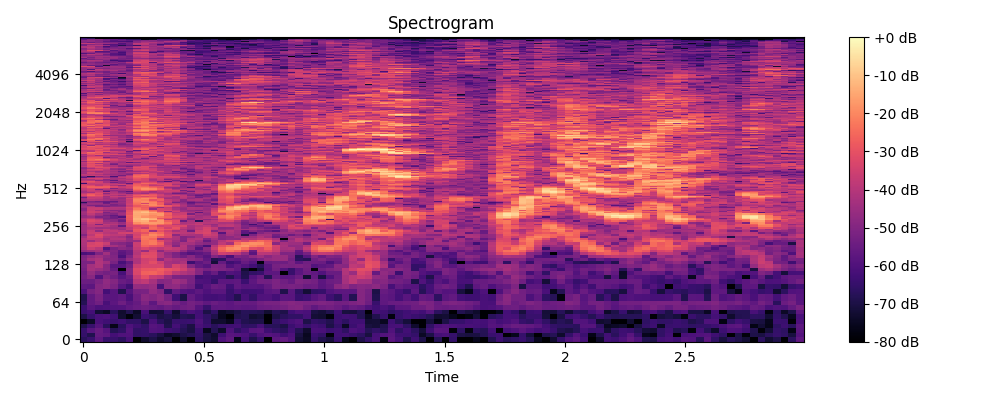 Spectrogram
4096
2048
1024
512
256
128
64
0
Hz
0
0.5
1
1.5
2
2.5
Time
+0 dB
-10 dB
-20 dB
-30 dB
-40 dB
-50 dB
-60 dB
-70 dB
-80 dB